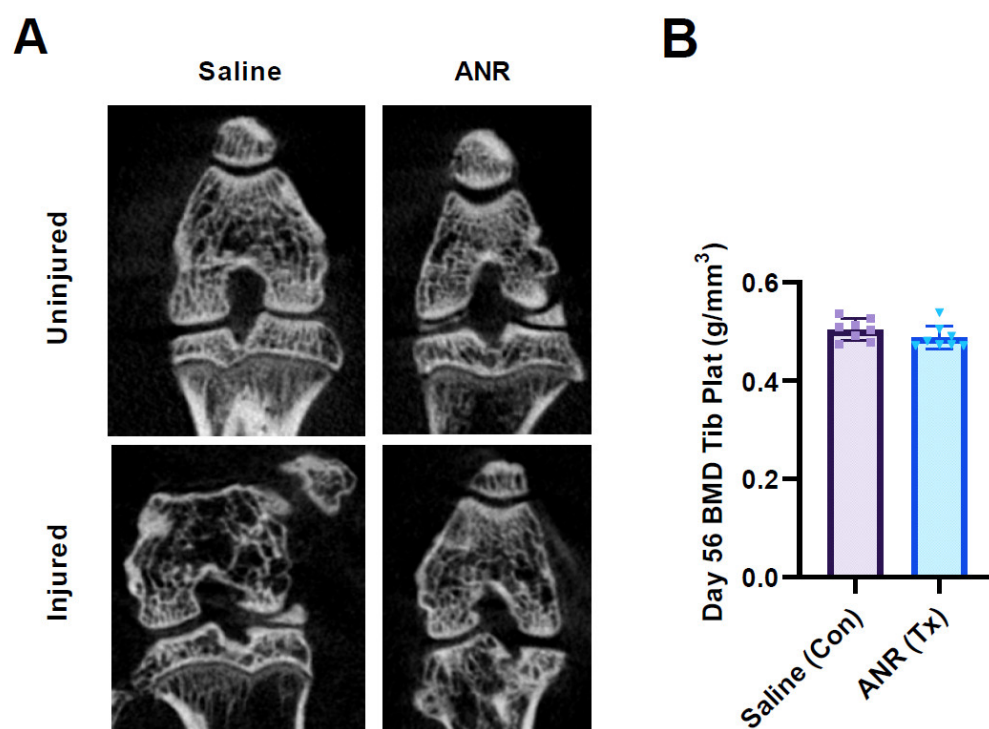 A
B
Saline
ANR
Uninjured
Injured
Day 56 BMD Tib Plat (g/mm³)
0.6
0.4
0.2
0.0
Saline (Con)
ANR (Tx)